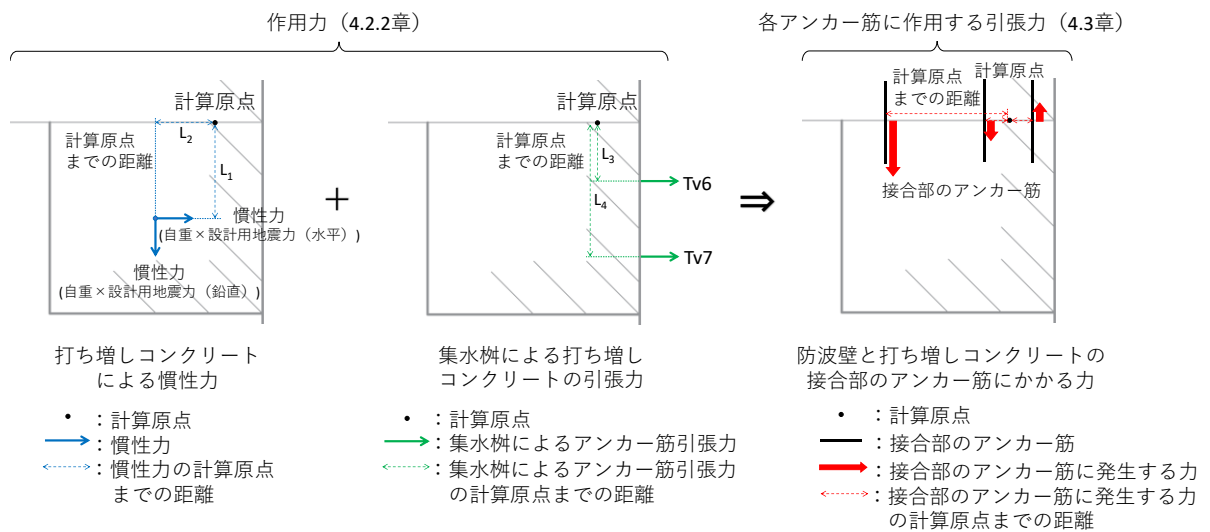 作用力（4.2.2章）
計算原点
L₂
計算原点
までの距離
L₁
慣性力
(自重×設計用地震力（水平）)
慣性力
(自重×設計用地震力（鉛直）)
打ち増しコンクリート
による慣性力
• ：計算原点
：慣性力
：慣性力の計算原点
までの距離
＋
計算原点
計算原点
までの距離
L₃
Tv6
L₄
Tv7
集水桝による打ち増し
コンクリートの引張力
• ：計算原点
：集水桝によるアンカー筋引張力
：集水桝によるアンカー筋引張力
の計算原点までの距離
⇒
各アンカー筋に作用する引張力（4.3章）
計算原点
までの距離
計算原点
接合部のアンカー筋
防波壁と打ち増しコンクリートの
接合部のアンカー筋にかかる力
• ：計算原点
：接合部のアンカー筋
：接合部のアンカー筋に発生する力
：接合部のアンカー筋に発生する力
の計算原点までの距離